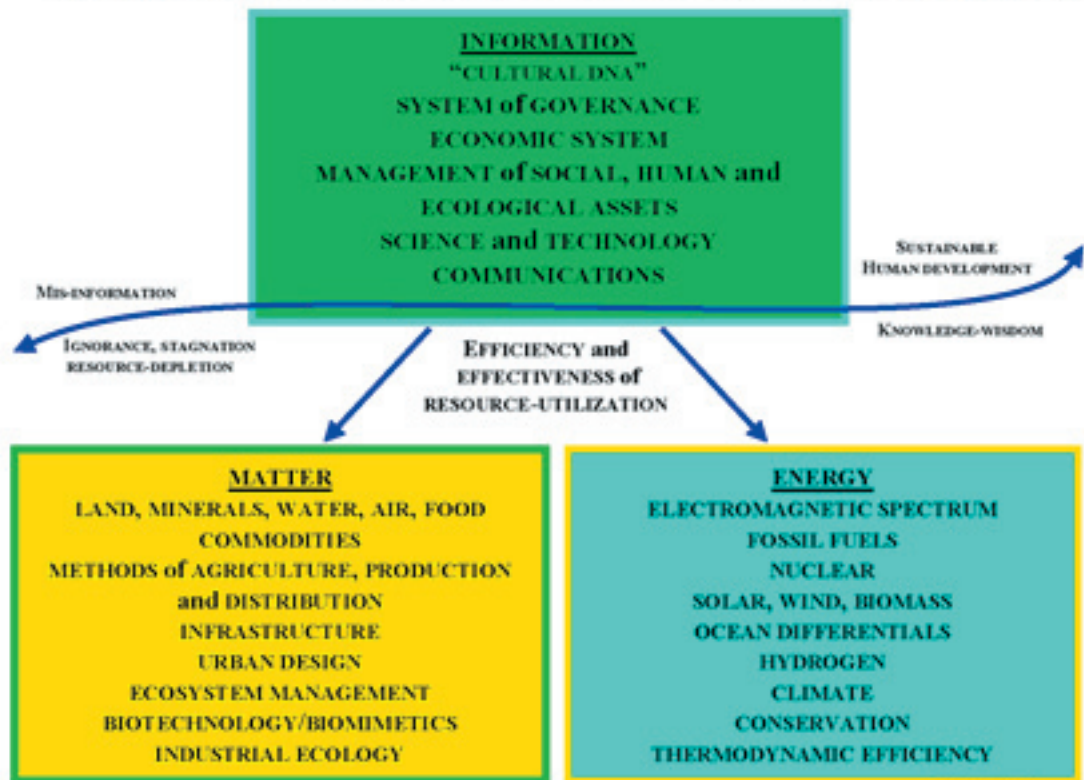 INFORMATION
“CULTURAL DNA”
SYSTEM of GOVERNANCE
ECONOMIC SYSTEM
MANAGEMENT of SOCIAL, HUMAN and
ECOLOGICAL ASSETS
SCIENCE and TECHNOLOGY
COMMUNICATIONS
SUSTAINABLE
HUMAN DEVELOPMENT
MIS-INFORMATION
KNOWLEDGE-WISDOM
IGNORANCE, STAGNATION
RESOURCE-DEPLETION
EFFICIENCY and
EFFECTIVENESS of
RESOURCE-UTILIZATION
MATTER
LAND, MINERALS, WATER, AIR, FOOD
COMMODITIES
METHODS of AGRICULTURE, PRODUCTION
and DISTRIBUTION
INFRASTRUCTURE
URBAN DESIGN
ECOSYSTEM MANAGEMENT
BIOTECHNOLOGY/BIOMIMETICS
INDUSTRIAL ECOLOGY
ENERGY
ELECTROMAGNETIC SPECTRUM
FOSSIL FUELS
NUCLEAR
SOLAR, WIND, BIOMASS
OCEAN DIFFERENTIALS
HYDROGEN
CLIMATE
CONSERVATION
THERMODYNAMIC EFFICIENCY